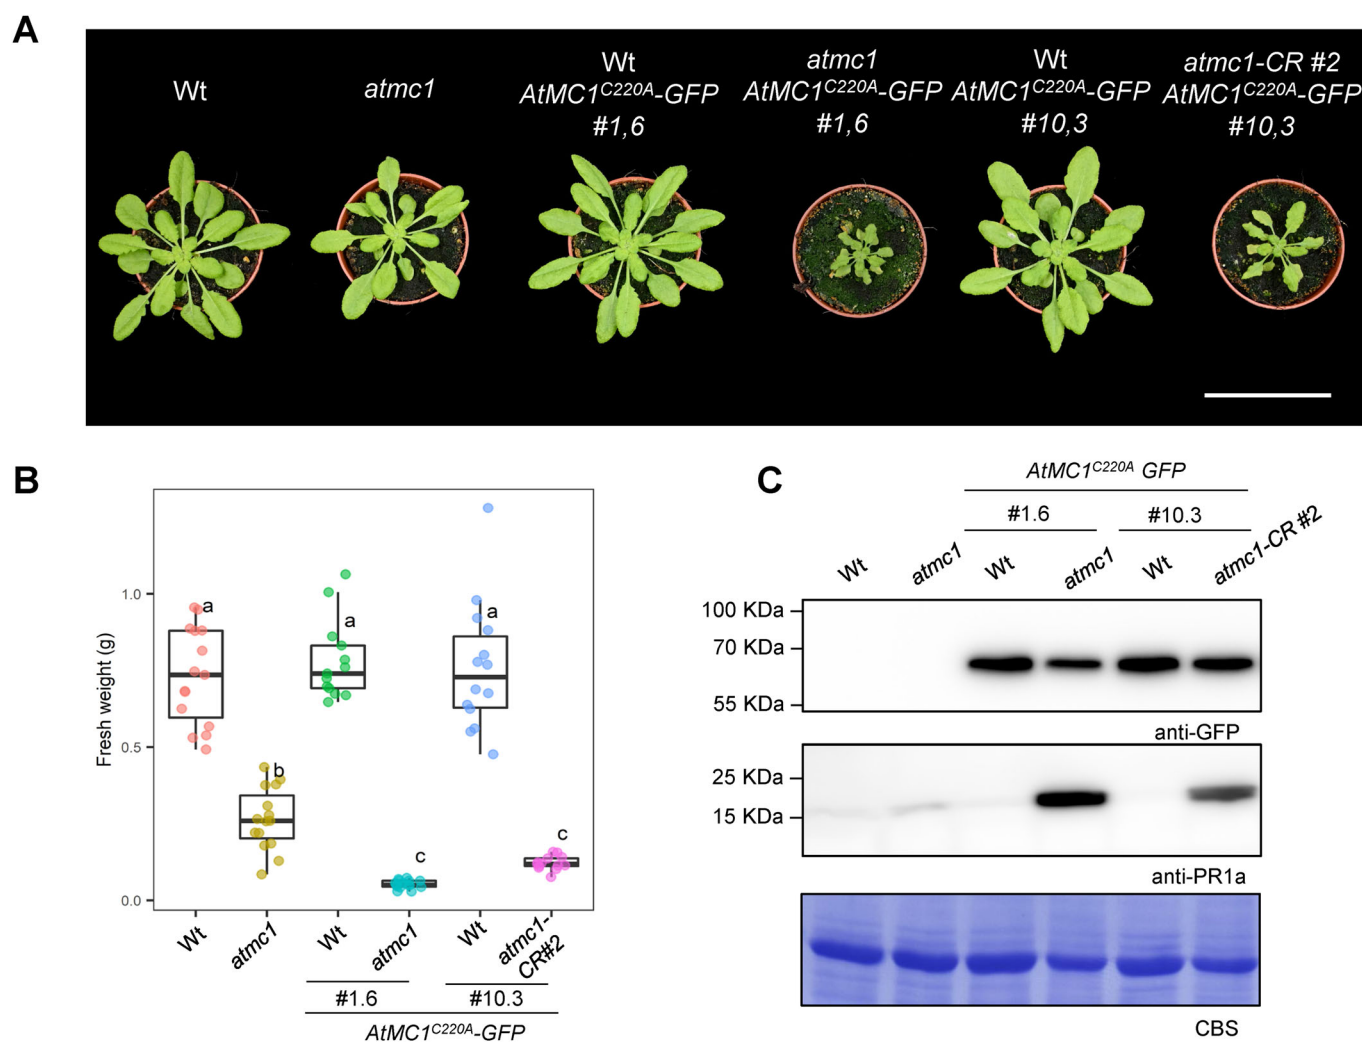 A
Wt
atmc1
Wt
AtMC1C220A-GFP
#1,6
atmc1
AtMC1C220A-GFP
#1,6
Wt
AtMC1C220A-GFP
#10,3
atmc1-CR #2
AtMC1C220A-GFP
#10,3
B
Fresh weight (g)
1.0
0.5
0.0
a
b
a
c
a
c
Wt
atmc1
Wt
atmc1
Wt
atmc1-
CR#2
#1.6
#10.3
AtMC1C220A-GFP
C
AtMC1C220A GFP
#1.6
#10.3
Wt
atmc1
Wt
atmc1
Wt
atmc1-CR #2
100 KDa
70 KDa
55 KDa
anti-GFP
25 KDa
15 KDa
anti-PR1a
CBS